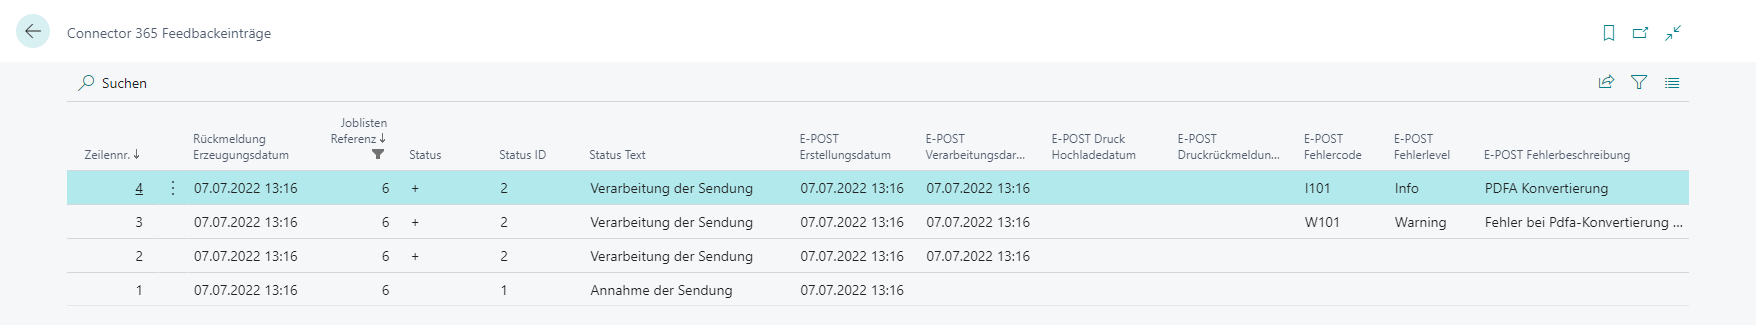 Connector 365 Feedbackeinträge
Suchen
Zeilennr. ↓ Rückmeldung Erzeugungsdatum Joblisten Referenz ↓ Status Status ID Status Text E-POST Erstellungsdatum E-POST Verarbeitungsdar... E-POST Druck Hochladedatum E-POST Druckrückmeldun... E-POST Fehlercode E-POST Fehlerlevel E-POST Fehlerbeschreibung
4 07.07.2022 13:16 6 + 2 Verarbeitung der Sendung 07.07.2022 13:16 07.07.2022 13:16 I101 Info PDFA Konvertierung
3 07.07.2022 13:16 6 + 2 Verarbeitung der Sendung 07.07.2022 13:16 07.07.2022 13:16 W101 Warning Fehler bei Pdfa-Konvertierung ...
2 07.07.2022 13:16 6 + 2 Verarbeitung der Sendung 07.07.2022 13:16 07.07.2022 13:16
1 07.07.2022 13:16 6 1 Annahme der Sendung 07.07.2022 13:16